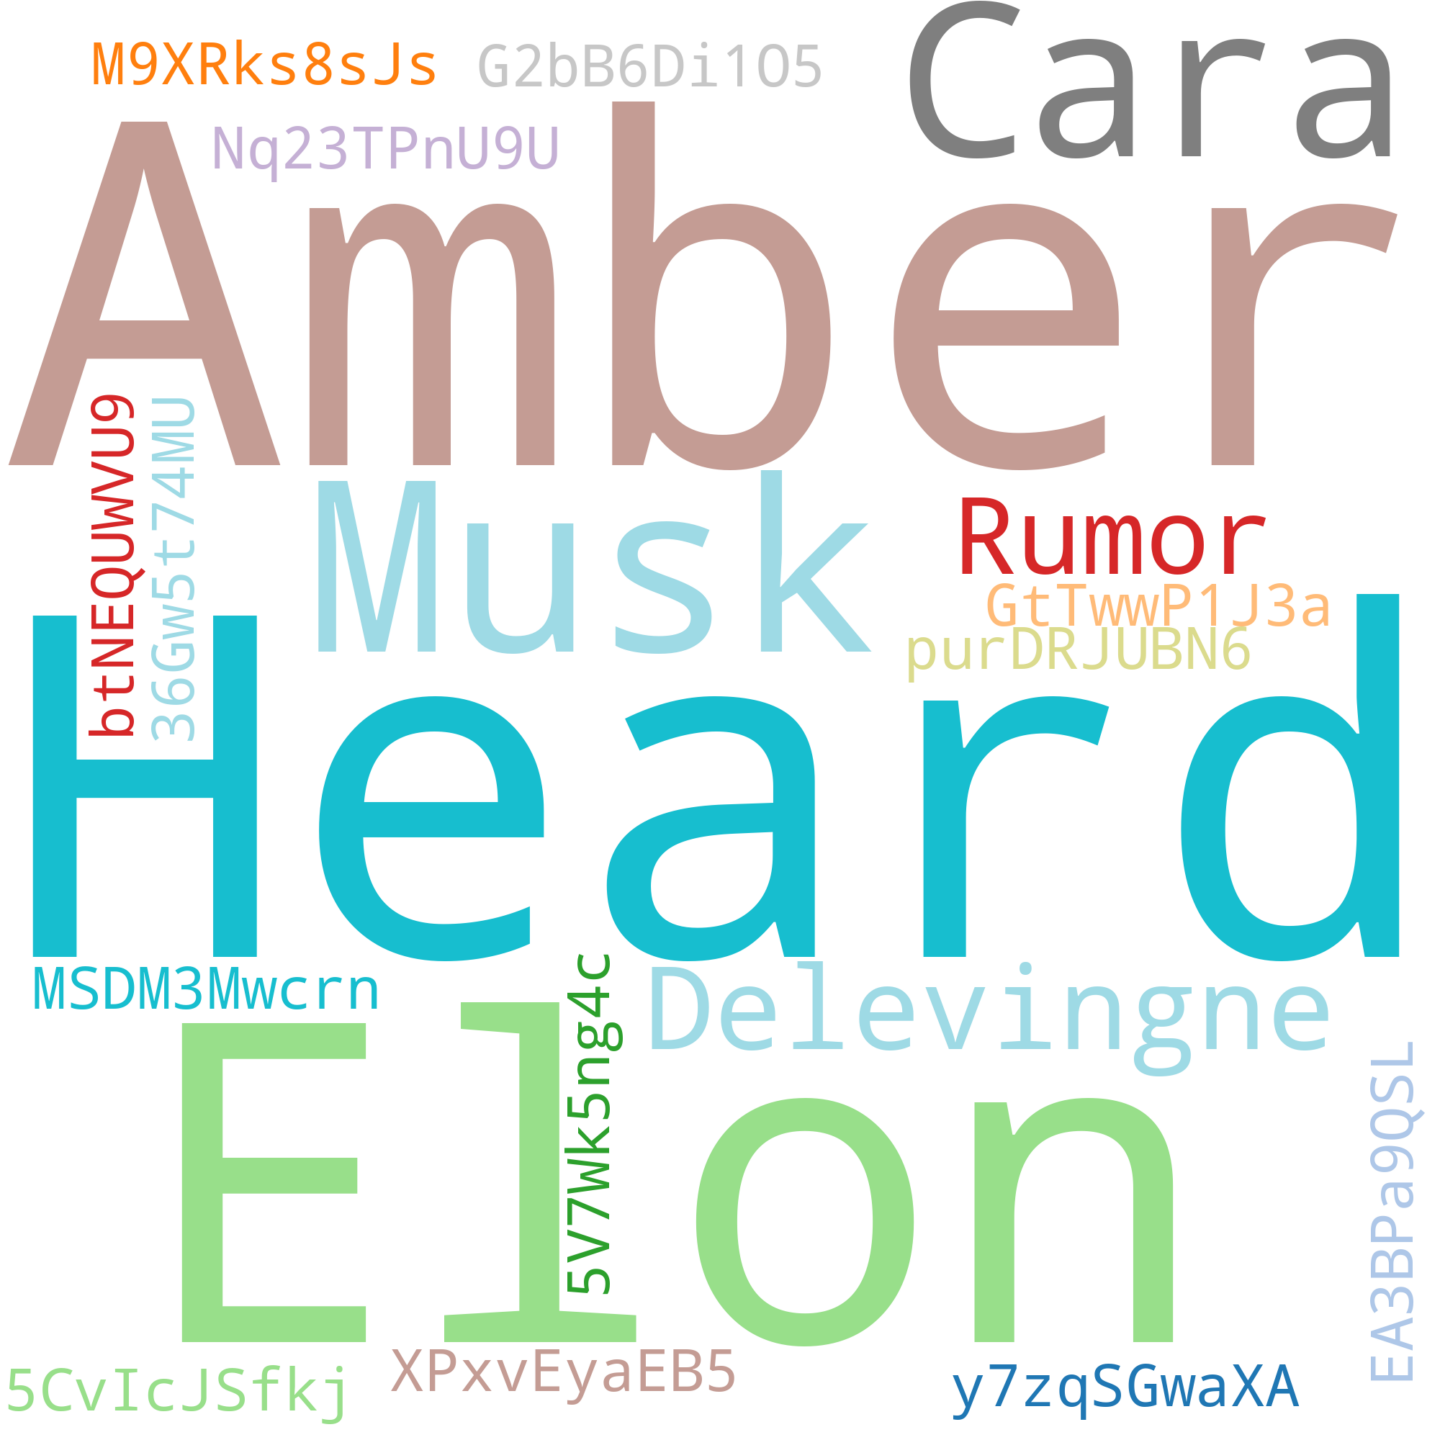 Cara
M9XRks8sJs
G2bB6Di1O5
Nq23TPnU9U
Amber
btNEQUWVU9
36Gw5t74MU
Musk
Rumor
GtTwwP1J3a
purDRJUBN6
Heard
MSDM3Mwcrn
5V7Wk5ng4c
Delevingne
Elon
EA3BPa9QSL
5CvIcJSfkj
XPxvEyaEB5
y7zqSGwaXA